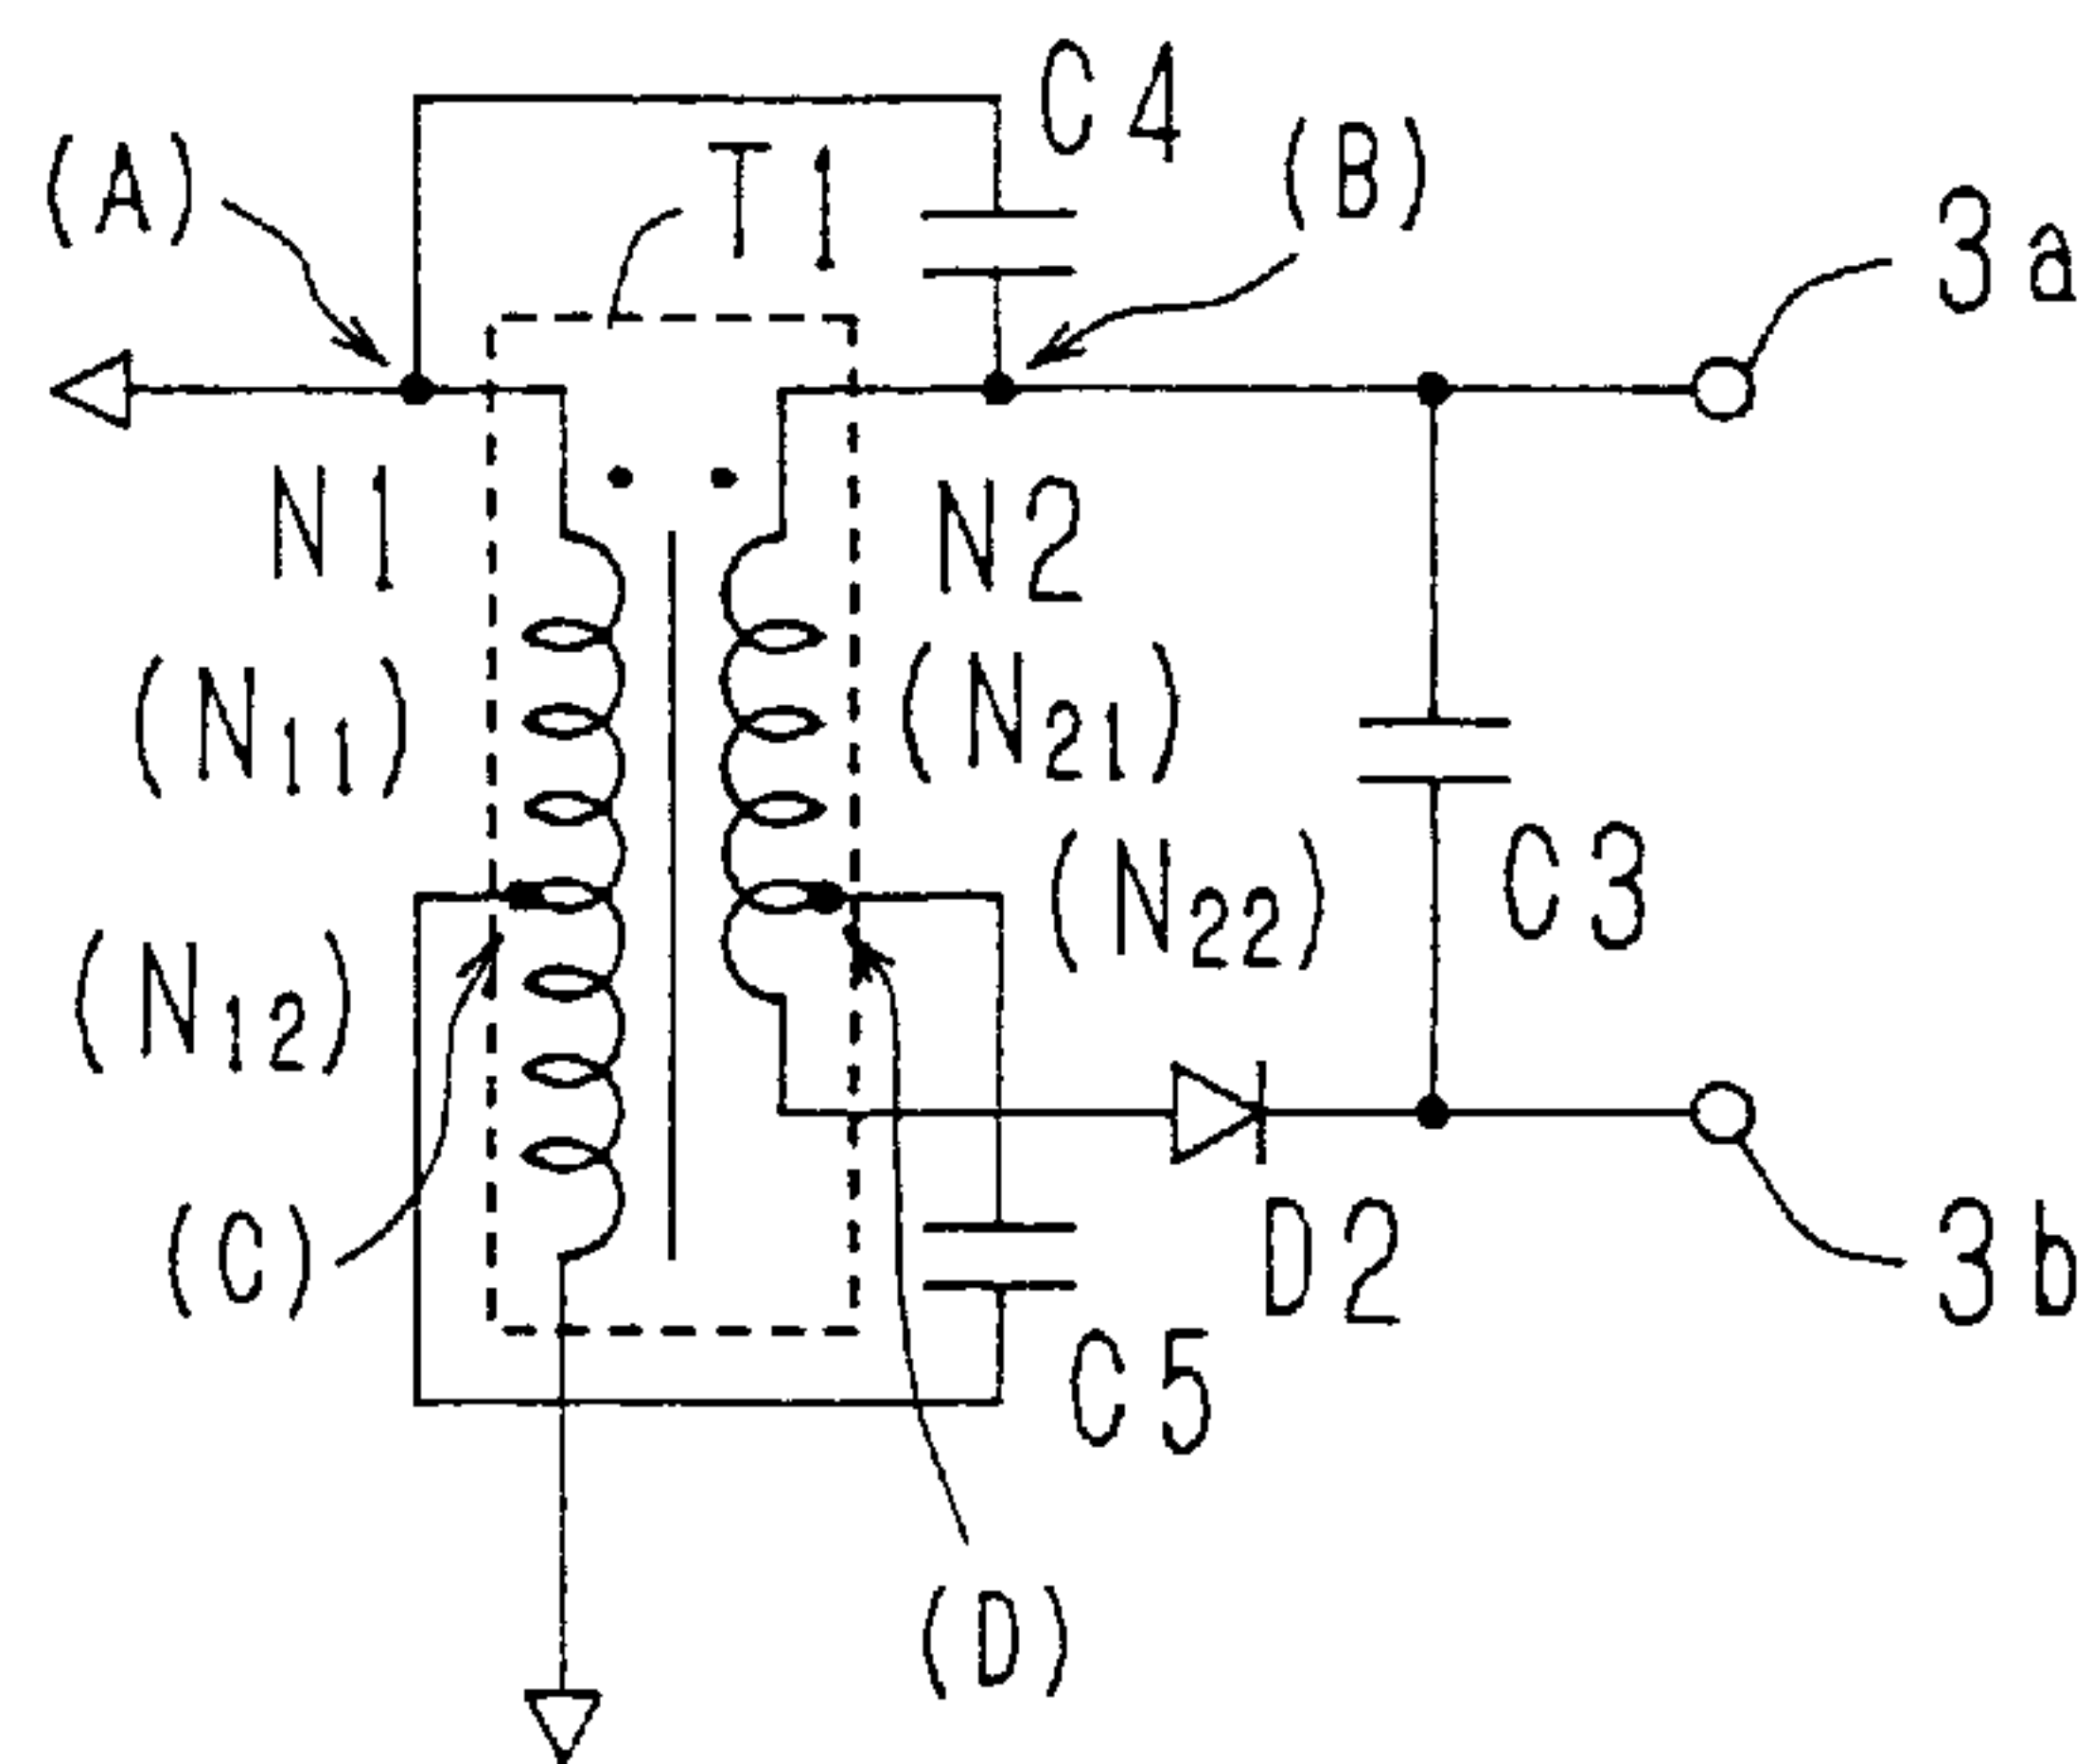 C4
(A)
T1
(B)
3a
N1
N2
(N11)
(N21)
(N22)
C3
(N12)
(C)
D2
3b
C5
(D)